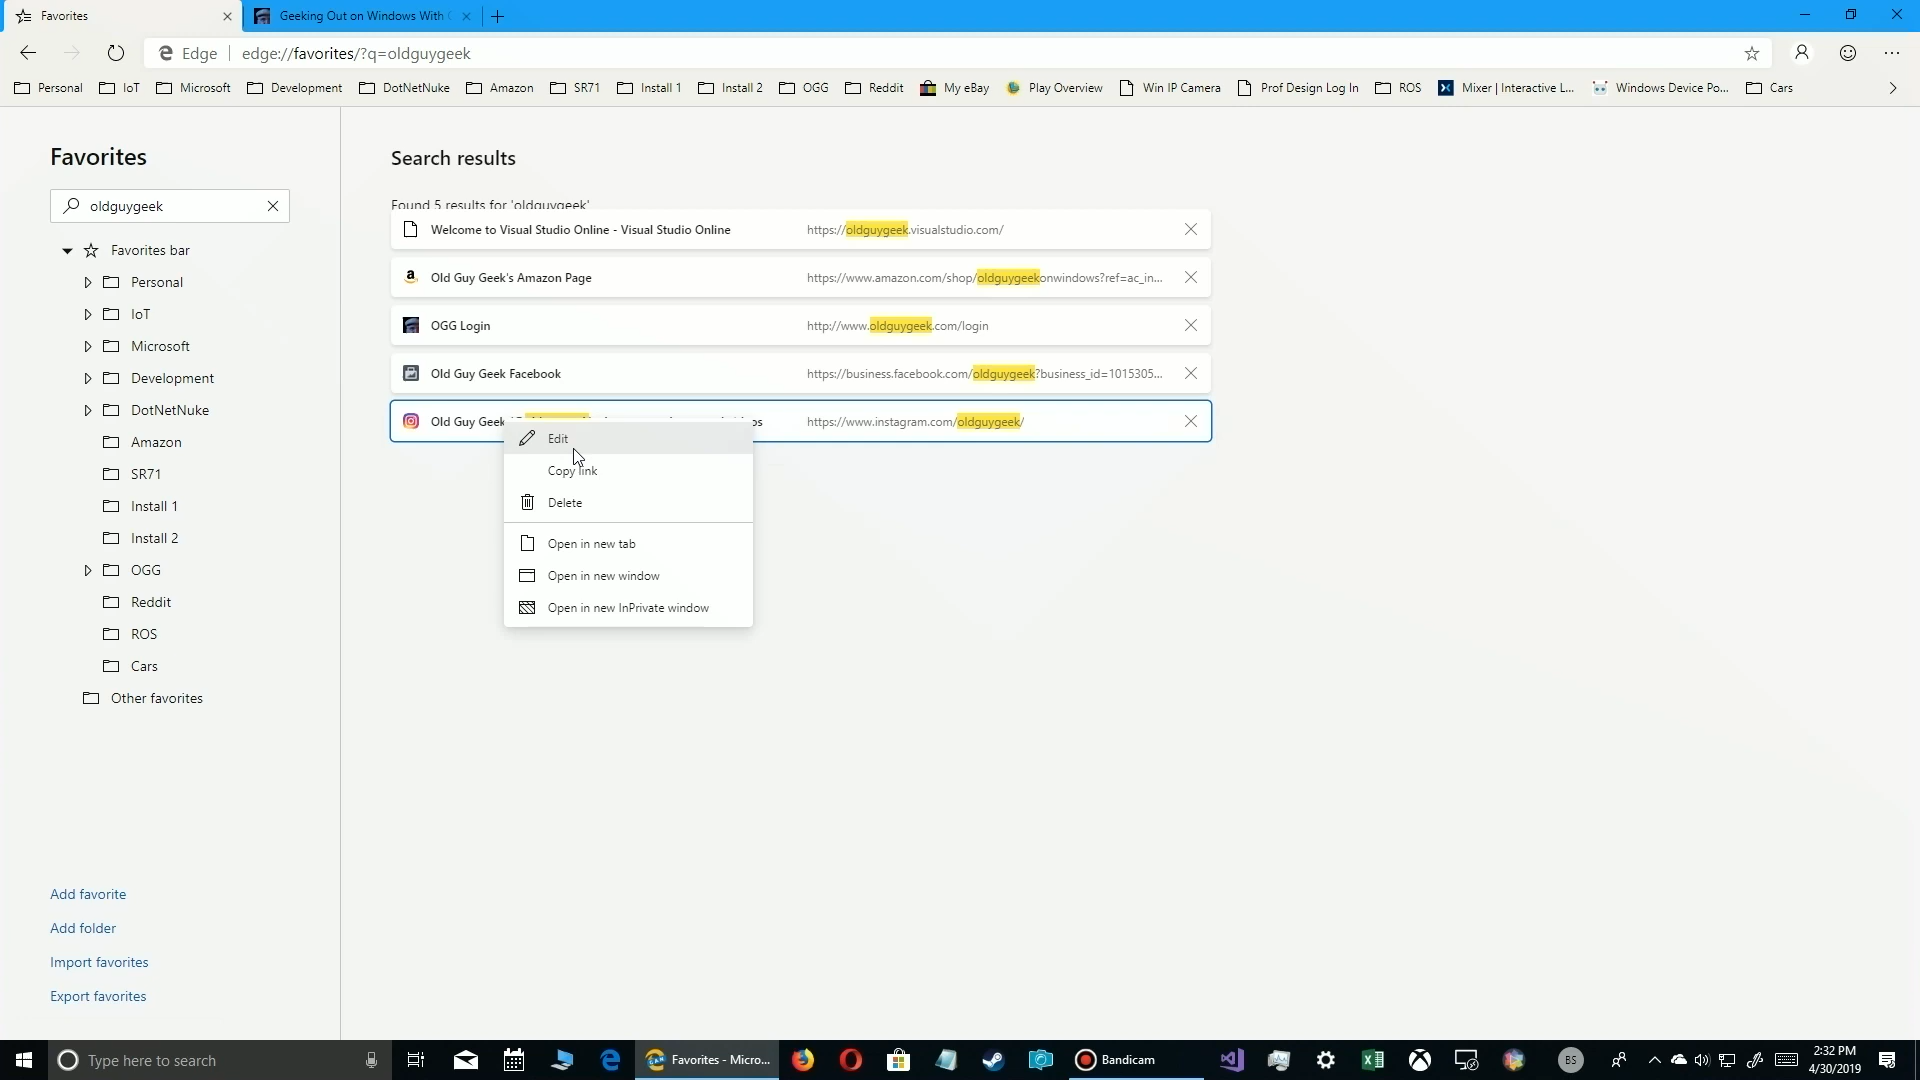 Favorites
Geeking Out on Windows With
Edge
edge://favorites/?q=oldguygeek
Personal
IoT
Microsoft
Development
DotNetNuke
Amazon
SR71
Install 1
Install 2
OGG
Reddit
My eBay
Play Overview
Win IP Camera
Prof Design Log In
ROS
Mixer | Interactive L...
Windows Device Po...
Cars
Favorites
oldguygeek
Favorites bar
Personal
IoT
Microsoft
Development
DotNetNuke
Amazon
SR71
Install 1
Install 2
OGG
Reddit
ROS
Cars
Other favorites
Add favorite
Add folder
Import favorites
Export favorites
Search results
Found 5 results for 'oldguygeek'
Welcome to Visual Studio Online - Visual Studio Online
https://oldguygeek.visualstudio.com/
Old Guy Geek's Amazon Page
https://www.amazon.com/shop/oldguygeekonwindows?ref=ac_in...
OGG Login
http://www.oldguygeek.com/login
Old Guy Geek Facebook
https://business.facebook.com/oldguygeek?business_id=1015305...
Old Guy Geek
https://www.instagram.com/oldguygeek/
Edit
Copy link
Delete
Open in new tab
Open in new window
Open in new InPrivate window
Type here to search
Favorites - Micro...
Bandicam
BS
2:32 PM
4/30/2019